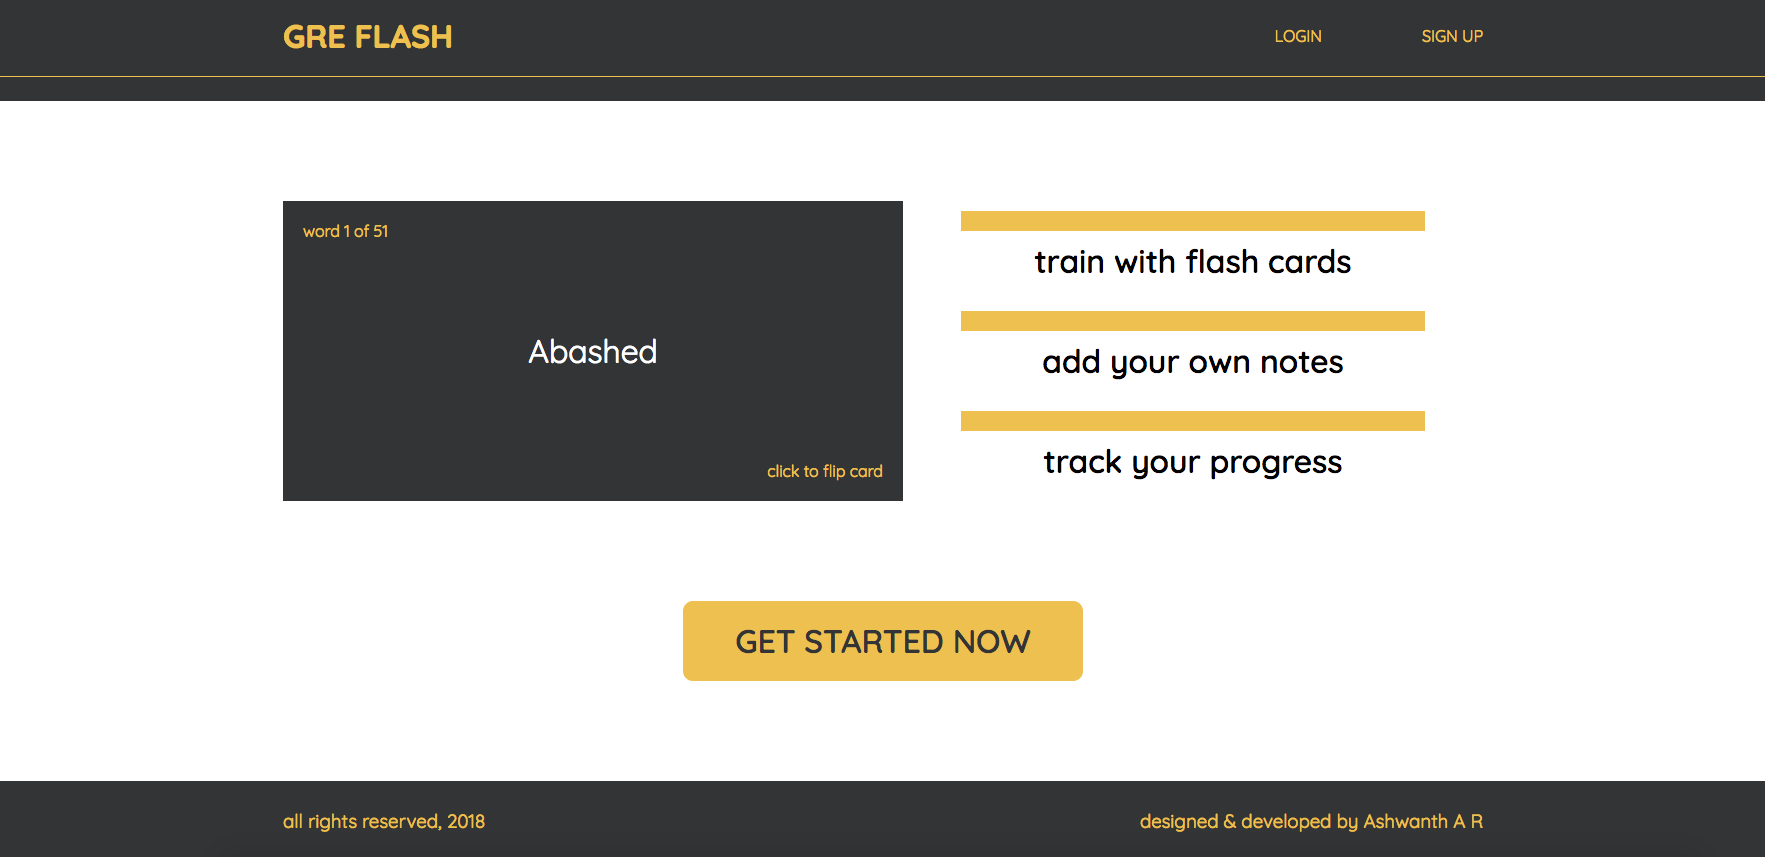 GRE FLASH
LOGIN
SIGN UP
word 1 of 51
Abashed
click to flip card
train with flash cards
add your own notes
track your progress
GET STARTED NOW
all rights reserved, 2018
designed & developed by Ashwanth A R